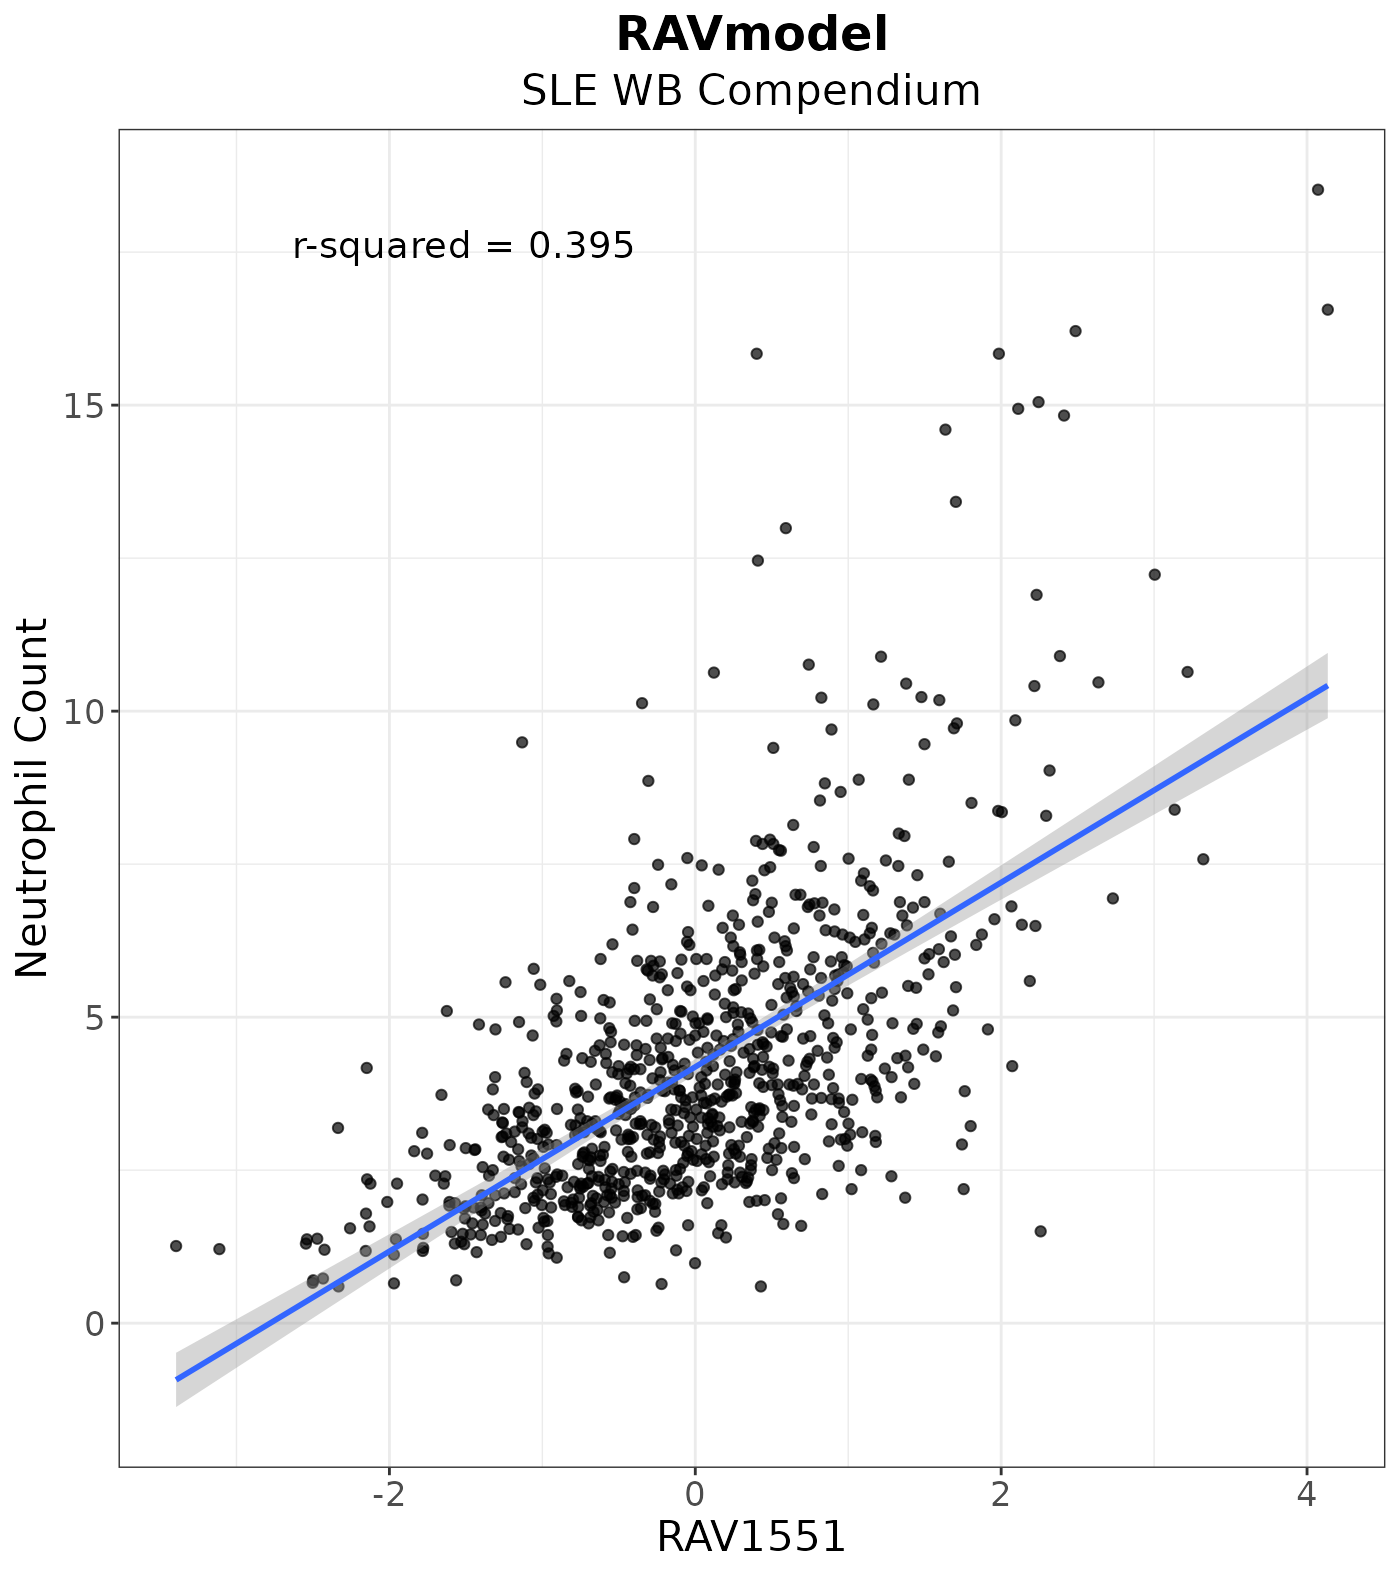 RAVmodel
SLE WB Compendium
r-squared = 0.395
Neutrophil Count
15
10
5
0
-2
0
2
4
RAV1551